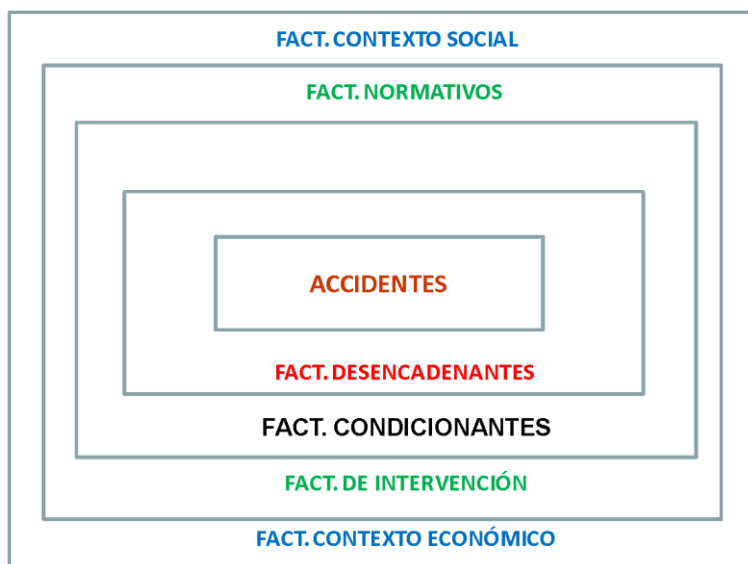 FACT. CONTEXTO SOCIAL
FACT. NORMATIVOS
ACCIDENTES
FACT. DESENCADENANTES
FACT. CONDICIONANTES
FACT. DE INTERVENCIÓN
FACT. CONTEXTO ECONÓMICO